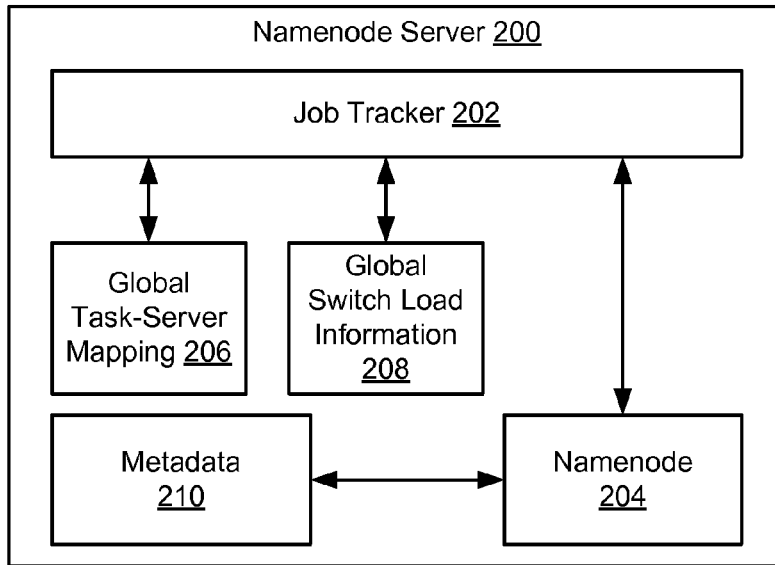 Namenode Server 200
Job Tracker 202
Global
Task-Server
Mapping 206
Global
Switch Load
Information
208
Metadata
210
Namenode
204